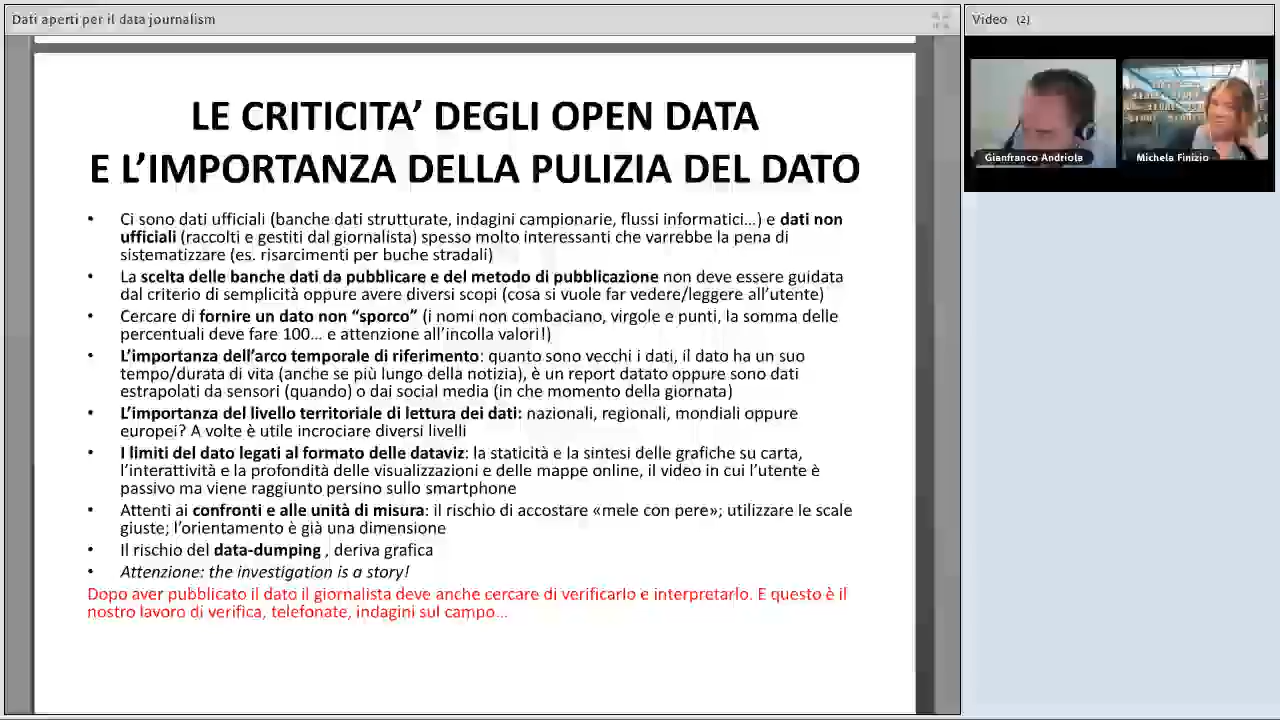 Dati aperti per il data journalism
Video (2)
Gianfranco Andriola
Michela Finizio
LE CRITICITA’ DEGLI OPEN DATA
E L’IMPORTANZA DELLA PULIZIA DEL DATO
• Ci sono dati ufficiali (banche dati strutturate, indagini campionarie, flussi informatici…) e dati non
ufficiali (raccolti e gestiti dal giornalista) spesso molto interessanti che varrebbe la pena di
sistematizzare (es. risarcimenti per buche stradali)
• La scelta delle banche dati da pubblicare e del metodo di pubblicazione non deve essere guidata
dal criterio di semplicità oppure avere diversi scopi (cosa si vuole far vedere/leggere all’utente)
• Cercare di fornire un dato non “sporco” (i nomi non combaciano, virgole e punti, la somma delle
percentuali deve fare 100… e attenzione all’incolla valori!)
• L’importanza dell’arco temporale di riferimento: quanto sono vecchi i dati, il dato ha un suo
tempo/durata di vita (anche se più lungo della notizia), è un report datato oppure sono dati
estrapolati da sensori (quando) o dai social media (in che momento della giornata)
• L’importanza del livello territoriale di lettura dei dati: nazionali, regionali, mondiali oppure
europei? A volte è utile incrociare diversi livelli
• I limiti del dato legati al formato delle dataviz: la staticità e la sintesi delle grafiche su carta,
l’interattività e la profondità delle visualizzazioni e delle mappe online, il video in cui l’utente è
passivo ma viene raggiunto persino sullo smartphone
• Attenti ai confronti e alle unità di misura: il rischio di accostare «mele con pere»; utilizzare le scale
giuste; l’orientamento è già una dimensione
• Il rischio del data-dumping , deriva grafica
• Attenzione: the investigation is a story!
Dopo aver pubblicato il dato il giornalista deve anche cercare di verificarlo e interpretarlo. E questo è il
nostro lavoro di verifica, telefonate, indagini sul campo…